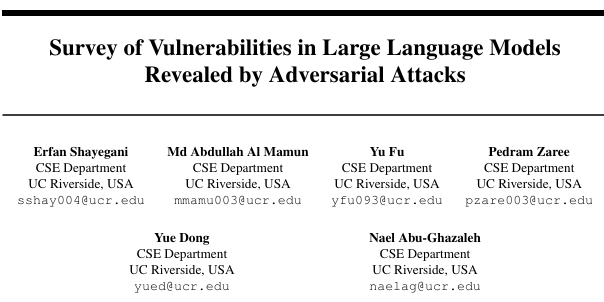 Survey of Vulnerabilities in Large Language Models
Revealed by Adversarial Attacks
Erfan Shayegani
CSE Department
UC Riverside, USA
sshay004@ucr.edu
Md Abdullah Al Mamun
CSE Department
UC Riverside, USA
mmamu003@ucr.edu
Yu Fu
CSE Department
UC Riverside, USA
yfu093@ucr.edu
Pedram Zaree
CSE Department
UC Riverside, USA
pzare003@ucr.edu
Yue Dong
CSE Department
UC Riverside, USA
yued@ucr.edu
Nael Abu-Ghazaleh
CSE Department
UC Riverside, USA
naelag@ucr.edu